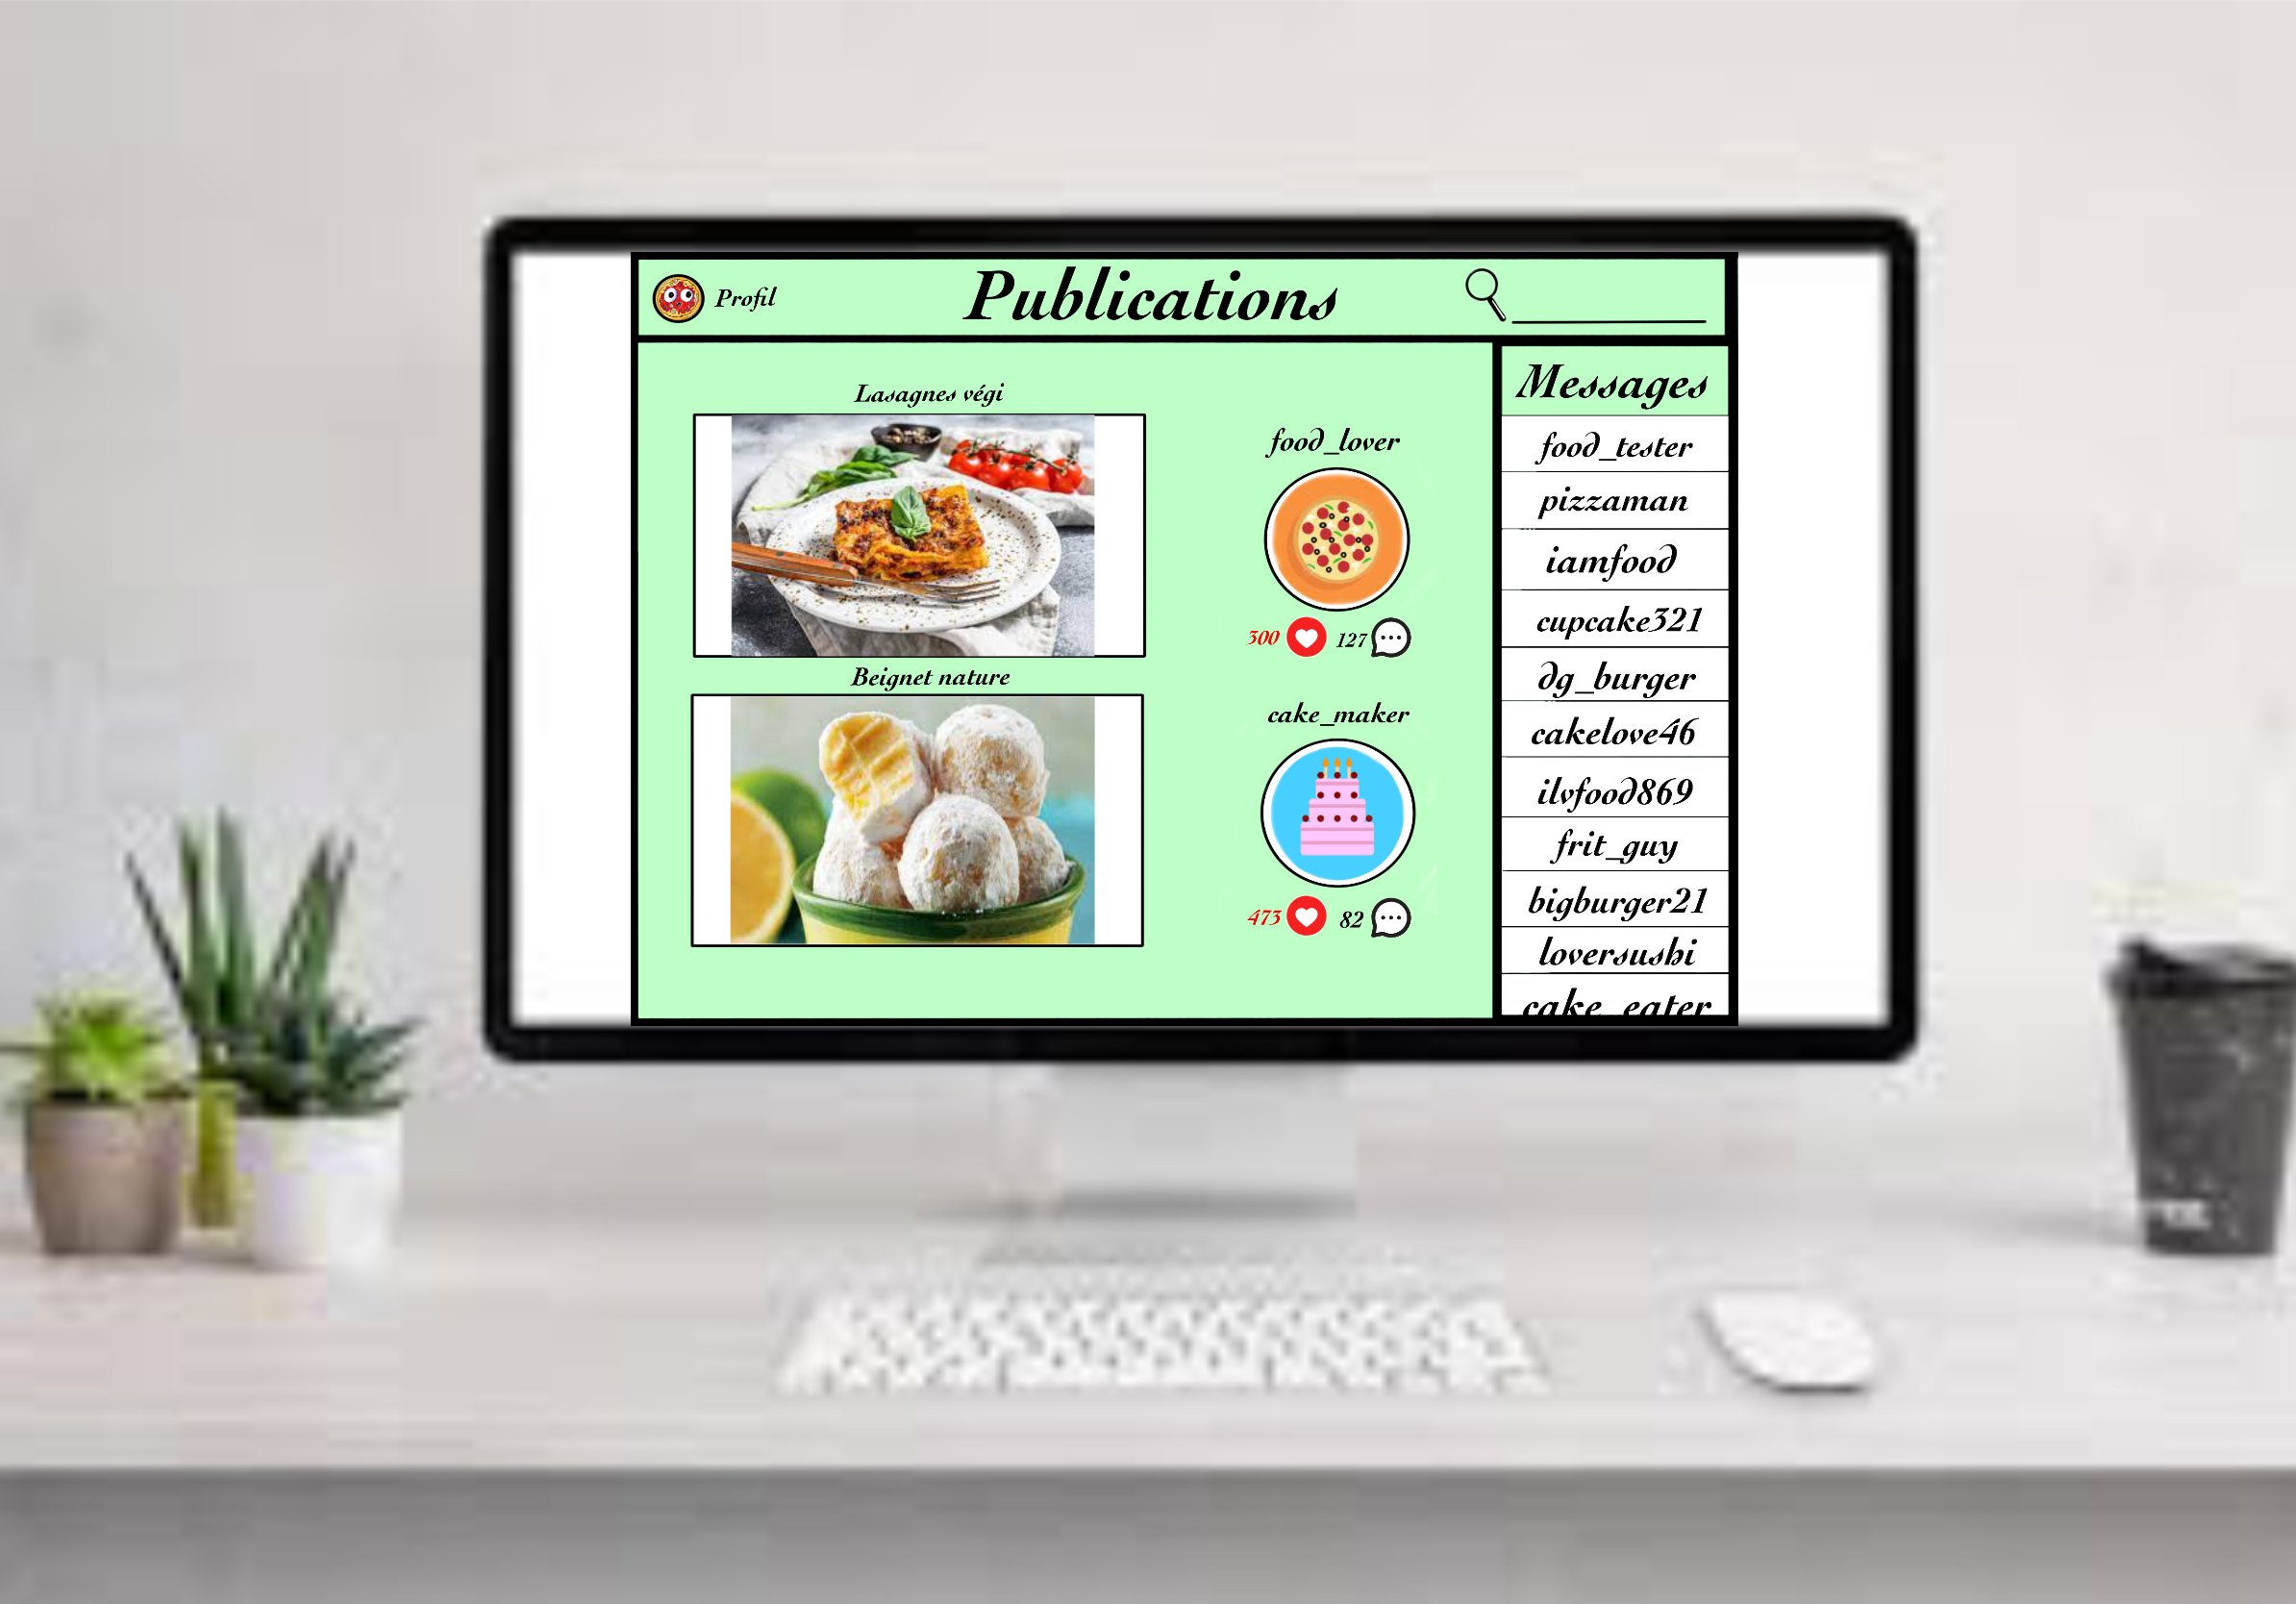 Profil
Publications
Lasagnes végi
food_lover
300
127
Beignet nature
cake_maker
473
82
Messages
food_tester
pizzaman
iamfood
cupcake321
dg_burger
cakelove46
ilvfood869
frit_guy
bigburger21
loversushi
cake_eater